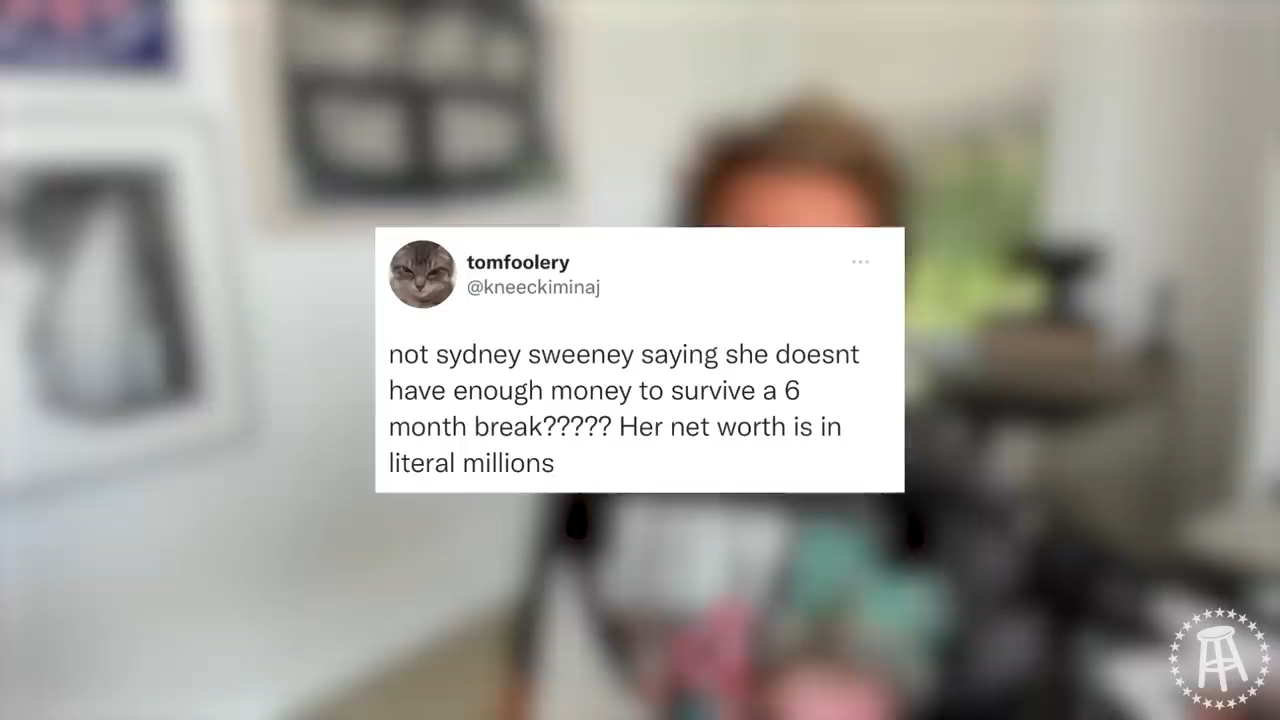 tomfoolery
@kneeckiminaj
not sydney sweeney saying she doesnt
have enough money to survive a 6
month break????? Her net worth is in
literal millions